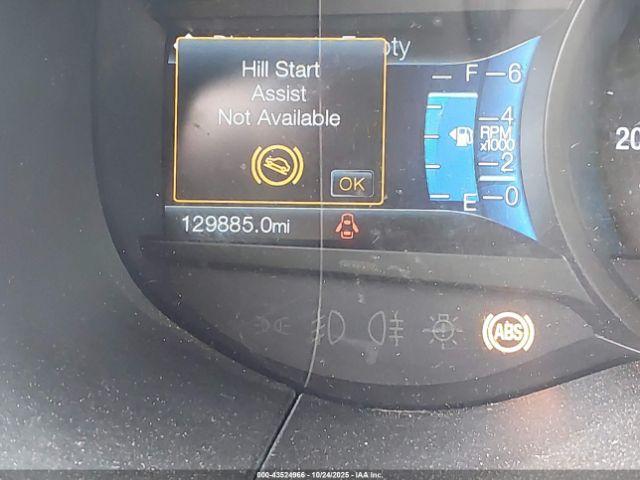 Hill Start
Assist
Not Available
OK
F
E
6
4
RPM
x1000
2
0
20
129885.0mi
ABS
000-43524966 - 10/24/2025 - IAA Inc.